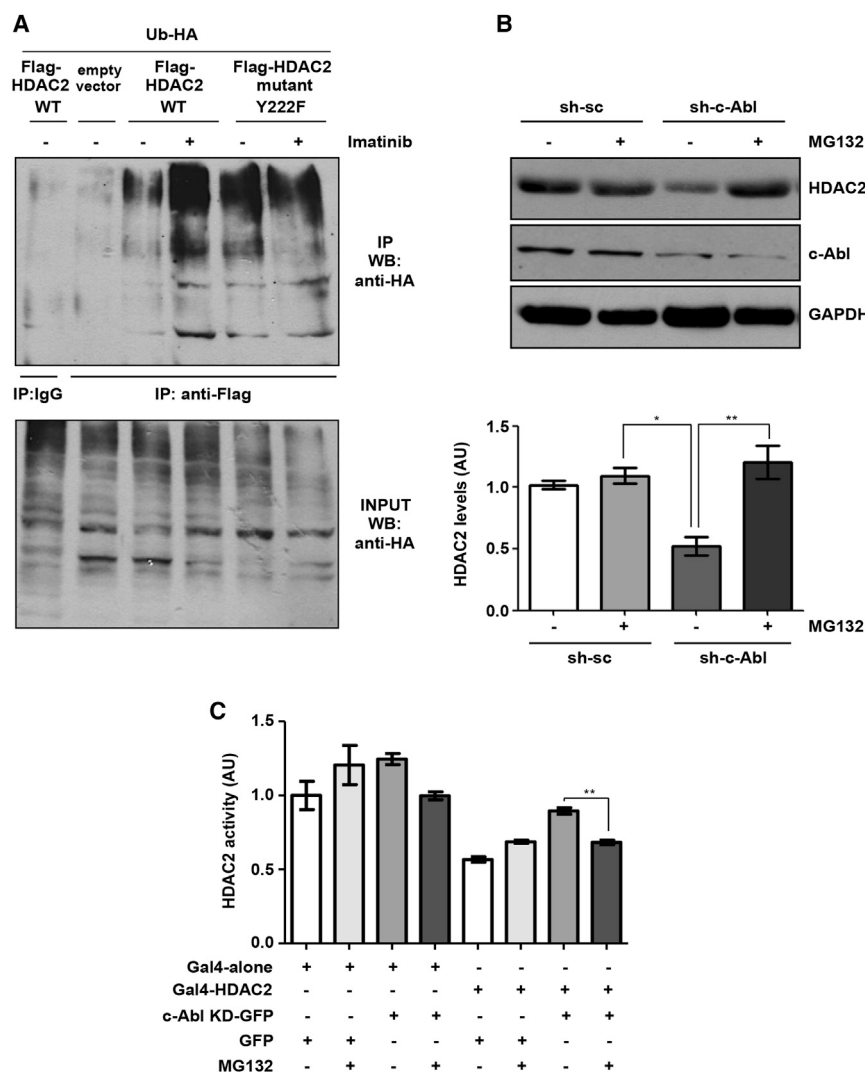 A
Ub-HA
Flag-HDAC2 WT
empty vector
Flag-HDAC2 WT
Flag-HDAC2 mutant Y222F
- - - + - + Imatinib
IP
WB:
anti-HA
IP:IgG IP: anti-Flag
INPUT
WB:
anti-HA
B
sh-sc sh-c-Abl
- + - + MG132
HDAC2
c-Abl
GAPDH
HDAC2 levels (AU)
1.5
1.0
0.5
0.0
* **
- + - + MG132
sh-sc sh-c-Abl
C
HDAC2 activity (AU)
1.5
1.0
0.5
0.0
**
Gal4-alone + + + + - - - -
Gal4-HDAC2 - - - - + + + +
c-Abl KD-GFP - - + + - - + +
GFP + + - - + + - -
MG132 - + - + - + - +